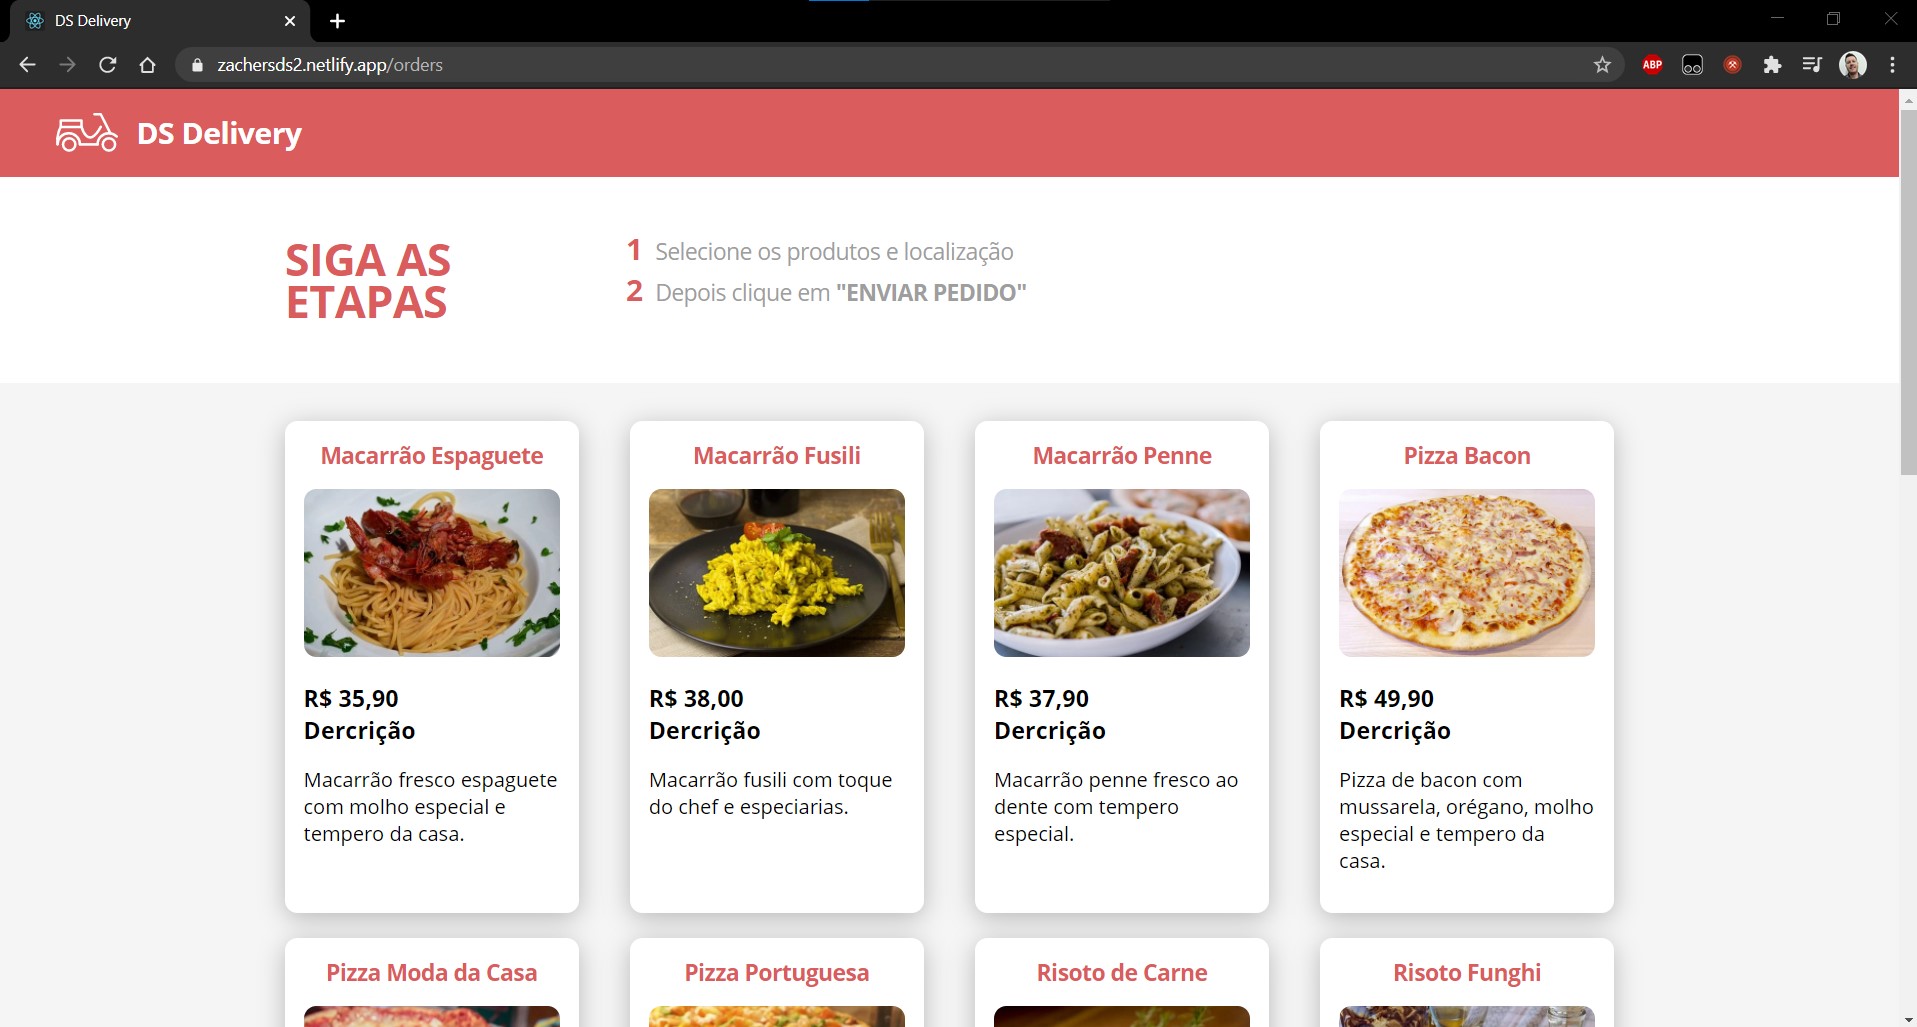 DS Delivery
zachersds2.netlify.app/orders
ABP
DS Delivery
SIGA AS
ETAPAS
1 Selecione os produtos e localização
2 Depois clique em "ENVIAR PEDIDO"
Macarrão Espaguete
R$ 35,90
Dercrição
Macarrão fresco espaguete
com molho especial e
tempero da casa.
Macarrão Fusili
R$ 38,00
Dercrição
Macarrão fusili com toque
do chef e especiarias.
Macarrão Penne
R$ 37,90
Dercrição
Macarrão penne fresco ao
dente com tempero
especial.
Pizza Bacon
R$ 49,90
Dercrição
Pizza de bacon com
mussarela, orégano, molho
especial e tempero da
casa.
Pizza Moda da Casa
Pizza Portuguesa
Risoto de Carne
Risoto Funghi